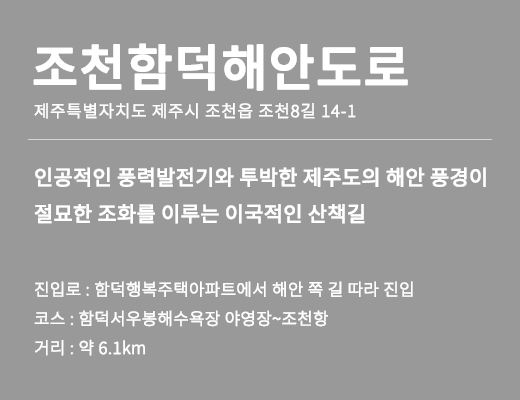 조천함덕해안도로
제주특별자치도 제주시 조천읍 조천8길 14-1
인공적인 풍력발전기와 투박한 제주도의 해안 풍경이
절묘한 조화를 이루는 이국적인 산책길
진입로 : 함덕행복주택아파트에서 해안 쪽 길 따라 진입
코스 : 함덕서우봉해수욕장 야영장~조천항
거리 : 약 6.1km